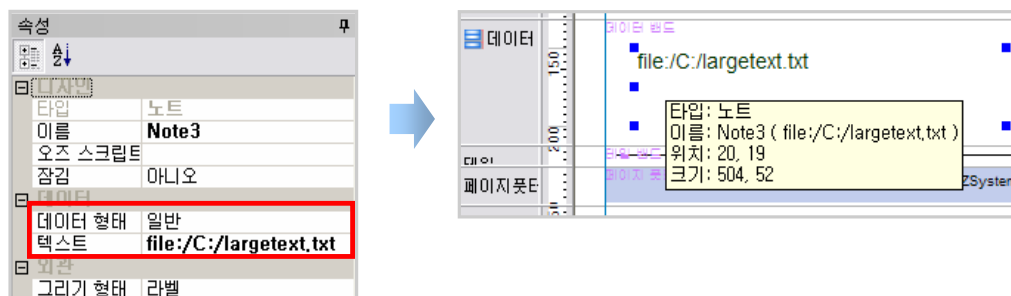 속성
디자인
타입 노트
이름 Note3
오즈 스크립트
잠김 아니오
데이터
데이터 형태 일반
텍스트 file:/C:/largetext.txt
외관
그리기 형태 라벨
데이터
150
200
데이터 밴드
file:/C:/largetext.txt
타입: 노트
이름: Note3 ( file:/C:/largetext.txt )
위치: 20, 19
크기: 504, 52
페이지풋터
ZSystem